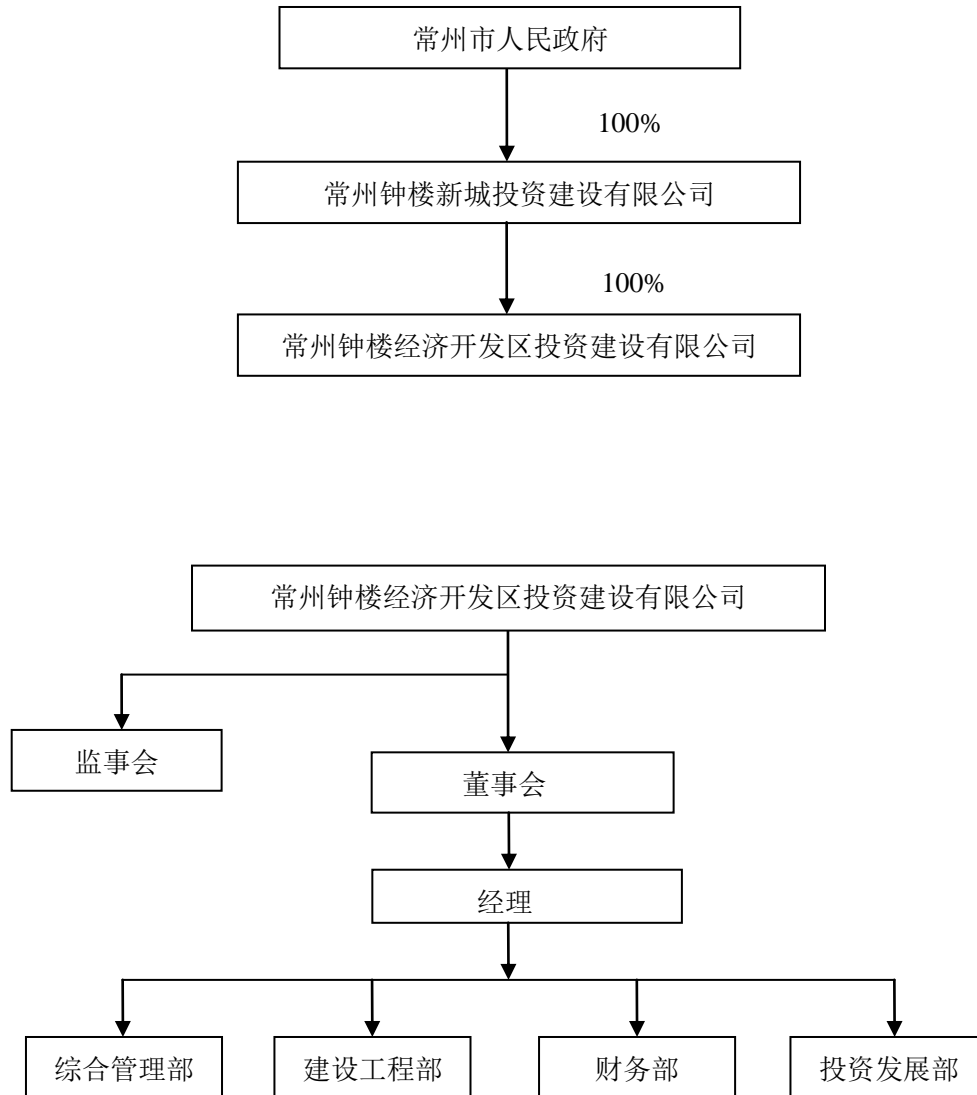 常州市人民政府
100%
常州钟楼新城投资建设有限公司
100%
常州钟楼经济开发区投资建设有限公司
常州钟楼经济开发区投资建设有限公司
监事会
董事会
经理
综合管理部
建设工程部
财务部
投资发展部